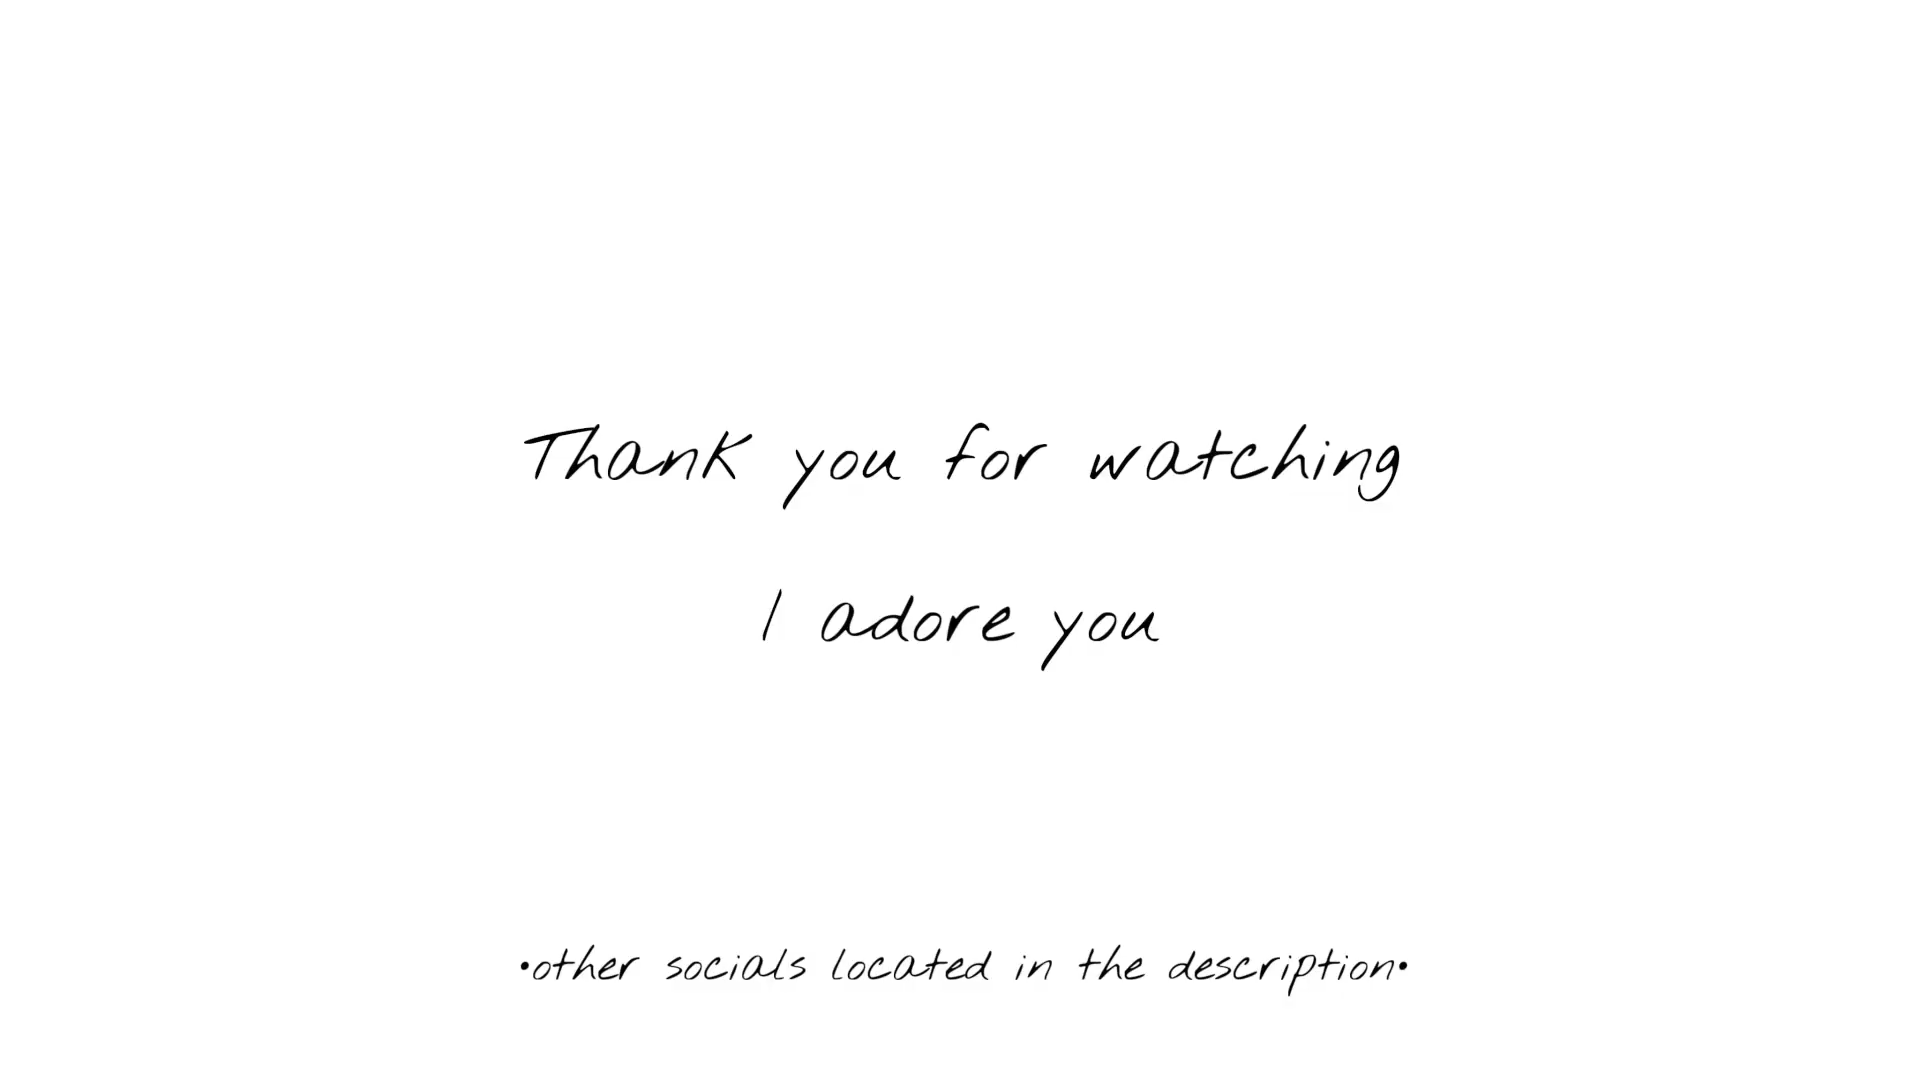 Thank you for watching
I adore you
•other socials located in the description•